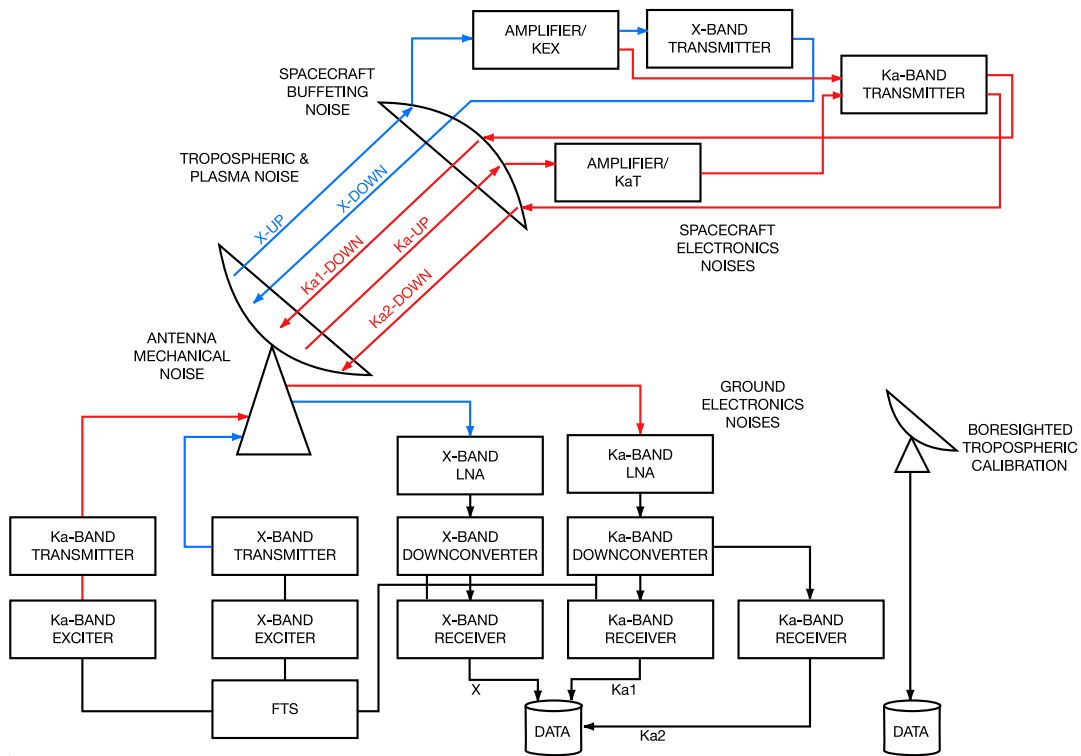 AMPLIFIER/
KEX
X-BAND
TRANSMITTER
Ka-BAND
TRANSMITTER
SPACECRAFT
BUFFETING
NOISE
TROPOSPHERIC &
PLASMA NOISE
AMPLIFIER/
KaT
X-UP
X-DOWN
Ka1-DOWN
Ka-UP
Ka2-DOWN
SPACECRAFT
ELECTRONICS
NOISES
ANTENNA
MECHANICAL
NOISE
GROUND
ELECTRONICS
NOISES
BORESIGHTED
TROPOSPHERIC
CALIBRATION
X-BAND
LNA
Ka-BAND
LNA
Ka-BAND
TRANSMITTER
X-BAND
TRANSMITTER
X-BAND
DOWNCONVERTER
Ka-BAND
DOWNCONVERTER
Ka-BAND
EXCITER
X-BAND
EXCITER
X-BAND
RECEIVER
Ka-BAND
RECEIVER
Ka-BAND
RECEIVER
FTS
X
Ka1
DATA
Ka2
DATA